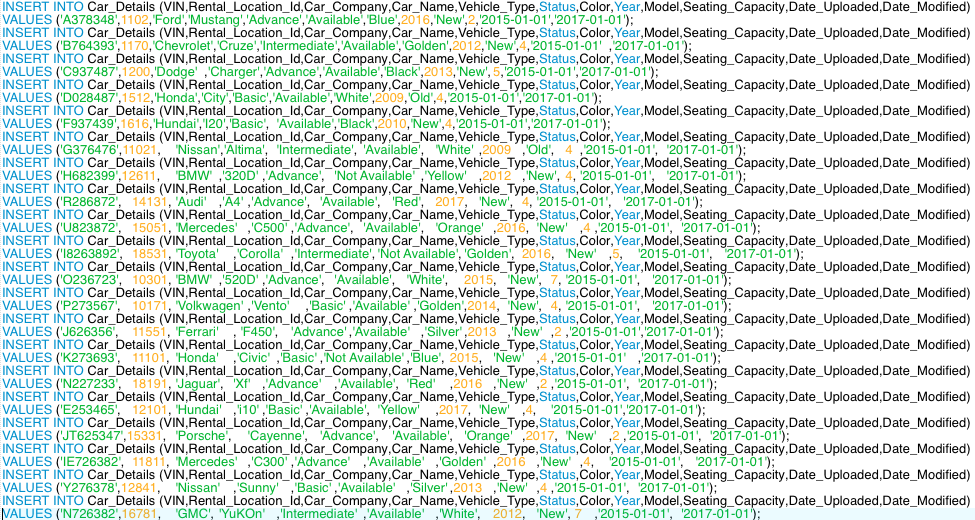 INSERT INTO Car_Details (VIN,Rental_Location_Id,Car_Company,Car_Name,Vehicle_Type,Status,Color,Year,Model,Seating_Capacity,Date_Uploaded,Date_Modified)
VALUES ('A378348',1102,'Ford','Mustang','Advance','Available','Blue',2016,'New',2,'2015-01-01','2017-01-01');
INSERT INTO Car_Details (VIN,Rental_Location_Id,Car_Company,Car_Name,Vehicle_Type,Status,Color,Year,Model,Seating_Capacity,Date_Uploaded,Date_Modified)
VALUES ('B764393',1170,'Chevrolet','Cruze','Intermediate','Available','Golden',2012,'New',4,'2015-01-01' ,'2017-01-01');
INSERT INTO Car_Details (VIN,Rental_Location_Id,Car_Company,Car_Name,Vehicle_Type,Status,Color,Year,Model,Seating_Capacity,Date_Uploaded,Date_Modified)
VALUES ('C937487',1200,'Dodge' ,'Charger','Advance','Available','Black',2013,'New',5,'2015-01-01','2017-01-01');
INSERT INTO Car_Details (VIN,Rental_Location_Id,Car_Company,Car_Name,Vehicle_Type,Status,Color,Year,Model,Seating_Capacity,Date_Uploaded,Date_Modified)
VALUES ('D028487',1512,'Honda','City','Basic','Available','White',2009,'Old',4,'2015-01-01','2017-01-01');
INSERT INTO Car_Details (VIN,Rental_Location_Id,Car_Company,Car_Name,Vehicle_Type,Status,Color,Year,Model,Seating_Capacity,Date_Uploaded,Date_Modified)
VALUES ('F937439',1616,'Hundai','I20','Basic', 'Available','Black',2010,'New',4,'2015-01-01','2017-01-01');
INSERT INTO Car_Details (VIN,Rental_Location_Id,Car_Company,Car_Name,Vehicle_Type,Status,Color,Year,Model,Seating_Capacity,Date_Uploaded,Date_Modified)
VALUES ('G376476',11021, 'Nissan','Altima', 'Intermediate', 'Available', 'White' ,2009 ,'Old', 4 ,'2015-01-01', '2017-01-01');
INSERT INTO Car_Details (VIN,Rental_Location_Id,Car_Company,Car_Name,Vehicle_Type,Status,Color,Year,Model,Seating_Capacity,Date_Uploaded,Date_Modified)
VALUES ('H682399',12611, 'BMW' ,'320D' ,'Advance', 'Not Available' ,'Yellow' ,2012 ,'New', 4,'2015-01-01' ,'2017-01-01');
INSERT INTO Car_Details (VIN,Rental_Location_Id,Car_Company,Car_Name,Vehicle_Type,Status,Color,Year,Model,Seating_Capacity,Date_Uploaded,Date_Modified)
VALUES ('R286872', 14131, 'Audi' ,'A4' ,'Advance', 'Available', 'Red', 2017, 'New', 4,'2015-01-01' ,'2017-01-01');
INSERT INTO Car_Details (VIN,Rental_Location_Id,Car_Company,Car_Name,Vehicle_Type,Status,Color,Year,Model,Seating_Capacity,Date_Uploaded,Date_Modified)
VALUES ('U823872', 15051, 'Mercedes' ,'C500' ,'Advance', 'Available', 'Orange' ,2016, 'New' ,4 ,'2015-01-01', '2017-01-01');
INSERT INTO Car_Details (VIN,Rental_Location_Id,Car_Company,Car_Name,Vehicle_Type,Status,Color,Year,Model,Seating_Capacity,Date_Uploaded,Date_Modified)
VALUES ('I8263892', 18531, 'Toyota' ,'Corolla' ,'Intermediate','Not Available','Golden', 2016, 'New' ,5, '2015-01-01', '2017-01-01');
INSERT INTO Car_Details (VIN,Rental_Location_Id,Car_Company,Car_Name,Vehicle_Type,Status,Color,Year,Model,Seating_Capacity,Date_Uploaded,Date_Modified)
VALUES ('O236723', 10301, 'BMW' ,'520D' ,'Advance', 'Available' ,'White', 2015, 'New', 7, '2015-01-01', '2017-01-01');
INSERT INTO Car_Details (VIN,Rental_Location_Id,Car_Company,Car_Name,Vehicle_Type,Status,Color,Year,Model,Seating_Capacity,Date_Uploaded,Date_Modified)
VALUES ('P273567', 10171, 'Volkwagen' ,'Vento' ,'Basic' ,'Available' ,'Golden',2014, 'New', 4, '2015-01-01', '2017-01-01');
INSERT INTO Car_Details (VIN,Rental_Location_Id,Car_Company,Car_Name,Vehicle_Type,Status,Color,Year,Model,Seating_Capacity,Date_Uploaded,Date_Modified)
VALUES ('J626356', 11551, 'Ferrari' ,'F450' ,'Advance' ,'Available' ,'Silver',2013 ,'New' ,2 ,'2015-01-01','2017-01-01');
INSERT INTO Car_Details (VIN,Rental_Location_Id,Car_Company,Car_Name,Vehicle_Type,Status,Color,Year,Model,Seating_Capacity,Date_Uploaded,Date_Modified)
VALUES ('K273693', 11101, 'Honda' ,'Civic' ,'Basic','Not Available','Blue', 2015, 'New' ,4 ,'2015-01-01' ,'2017-01-01');
INSERT INTO Car_Details (VIN,Rental_Location_Id,Car_Company,Car_Name,Vehicle_Type,Status,Color,Year,Model,Seating_Capacity,Date_Uploaded,Date_Modified)
VALUES ('N227233', 18191, 'Jaguar' ,'Xf' ,'Advance' ,'Available', 'Red' ,2016 ,'New' ,2 ,'2015-01-01', '2017-01-01');
INSERT INTO Car_Details (VIN,Rental_Location_Id,Car_Company,Car_Name,Vehicle_Type,Status,Color,Year,Model,Seating_Capacity,Date_Uploaded,Date_Modified)
VALUES ('E253465', 12101, 'Hundai' ,'i10','Basic','Available', 'Yellow' ,2017, 'New' ,4, '2015-01-01','2017-01-01');
INSERT INTO Car_Details (VIN,Rental_Location_Id,Car_Company,Car_Name,Vehicle_Type,Status,Color,Year,Model,Seating_Capacity,Date_Uploaded,Date_Modified)
VALUES ('JT625347',15331, 'Porsche', 'Cayenne', 'Advance', 'Available', 'Orange' ,2017, 'New' ,2 ,'2015-01-01', '2017-01-01');
INSERT INTO Car_Details (VIN,Rental_Location_Id,Car_Company,Car_Name,Vehicle_Type,Status,Color,Year,Model,Seating_Capacity,Date_Uploaded,Date_Modified)
VALUES ('IE726382', 11811, 'Mercedes' ,'C300' ,'Advance' ,'Available' ,'Golden' ,2016 ,'New' ,4, '2015-01-01', '2017-01-01');
INSERT INTO Car_Details (VIN,Rental_Location_Id,Car_Company,Car_Name,Vehicle_Type,Status,Color,Year,Model,Seating_Capacity,Date_Uploaded,Date_Modified)
VALUES ('Y276378',12841, 'Nissan' ,'Sunny' ,'Basic' ,'Available' ,'Silver',2013 ,'New' ,4 ,'2015-01-01', '2017-01-01');
INSERT INTO Car_Details (VIN,Rental_Location_Id,Car_Company,Car_Name,Vehicle_Type,Status,Color,Year,Model,Seating_Capacity,Date_Uploaded,Date_Modified)
VALUES ('N726382',16781, 'GMC', 'YuKOn' ,'Intermediate' ,'Available' ,'White', 2012, 'New', 7 ,'2015-01-01', '2017-01-01');